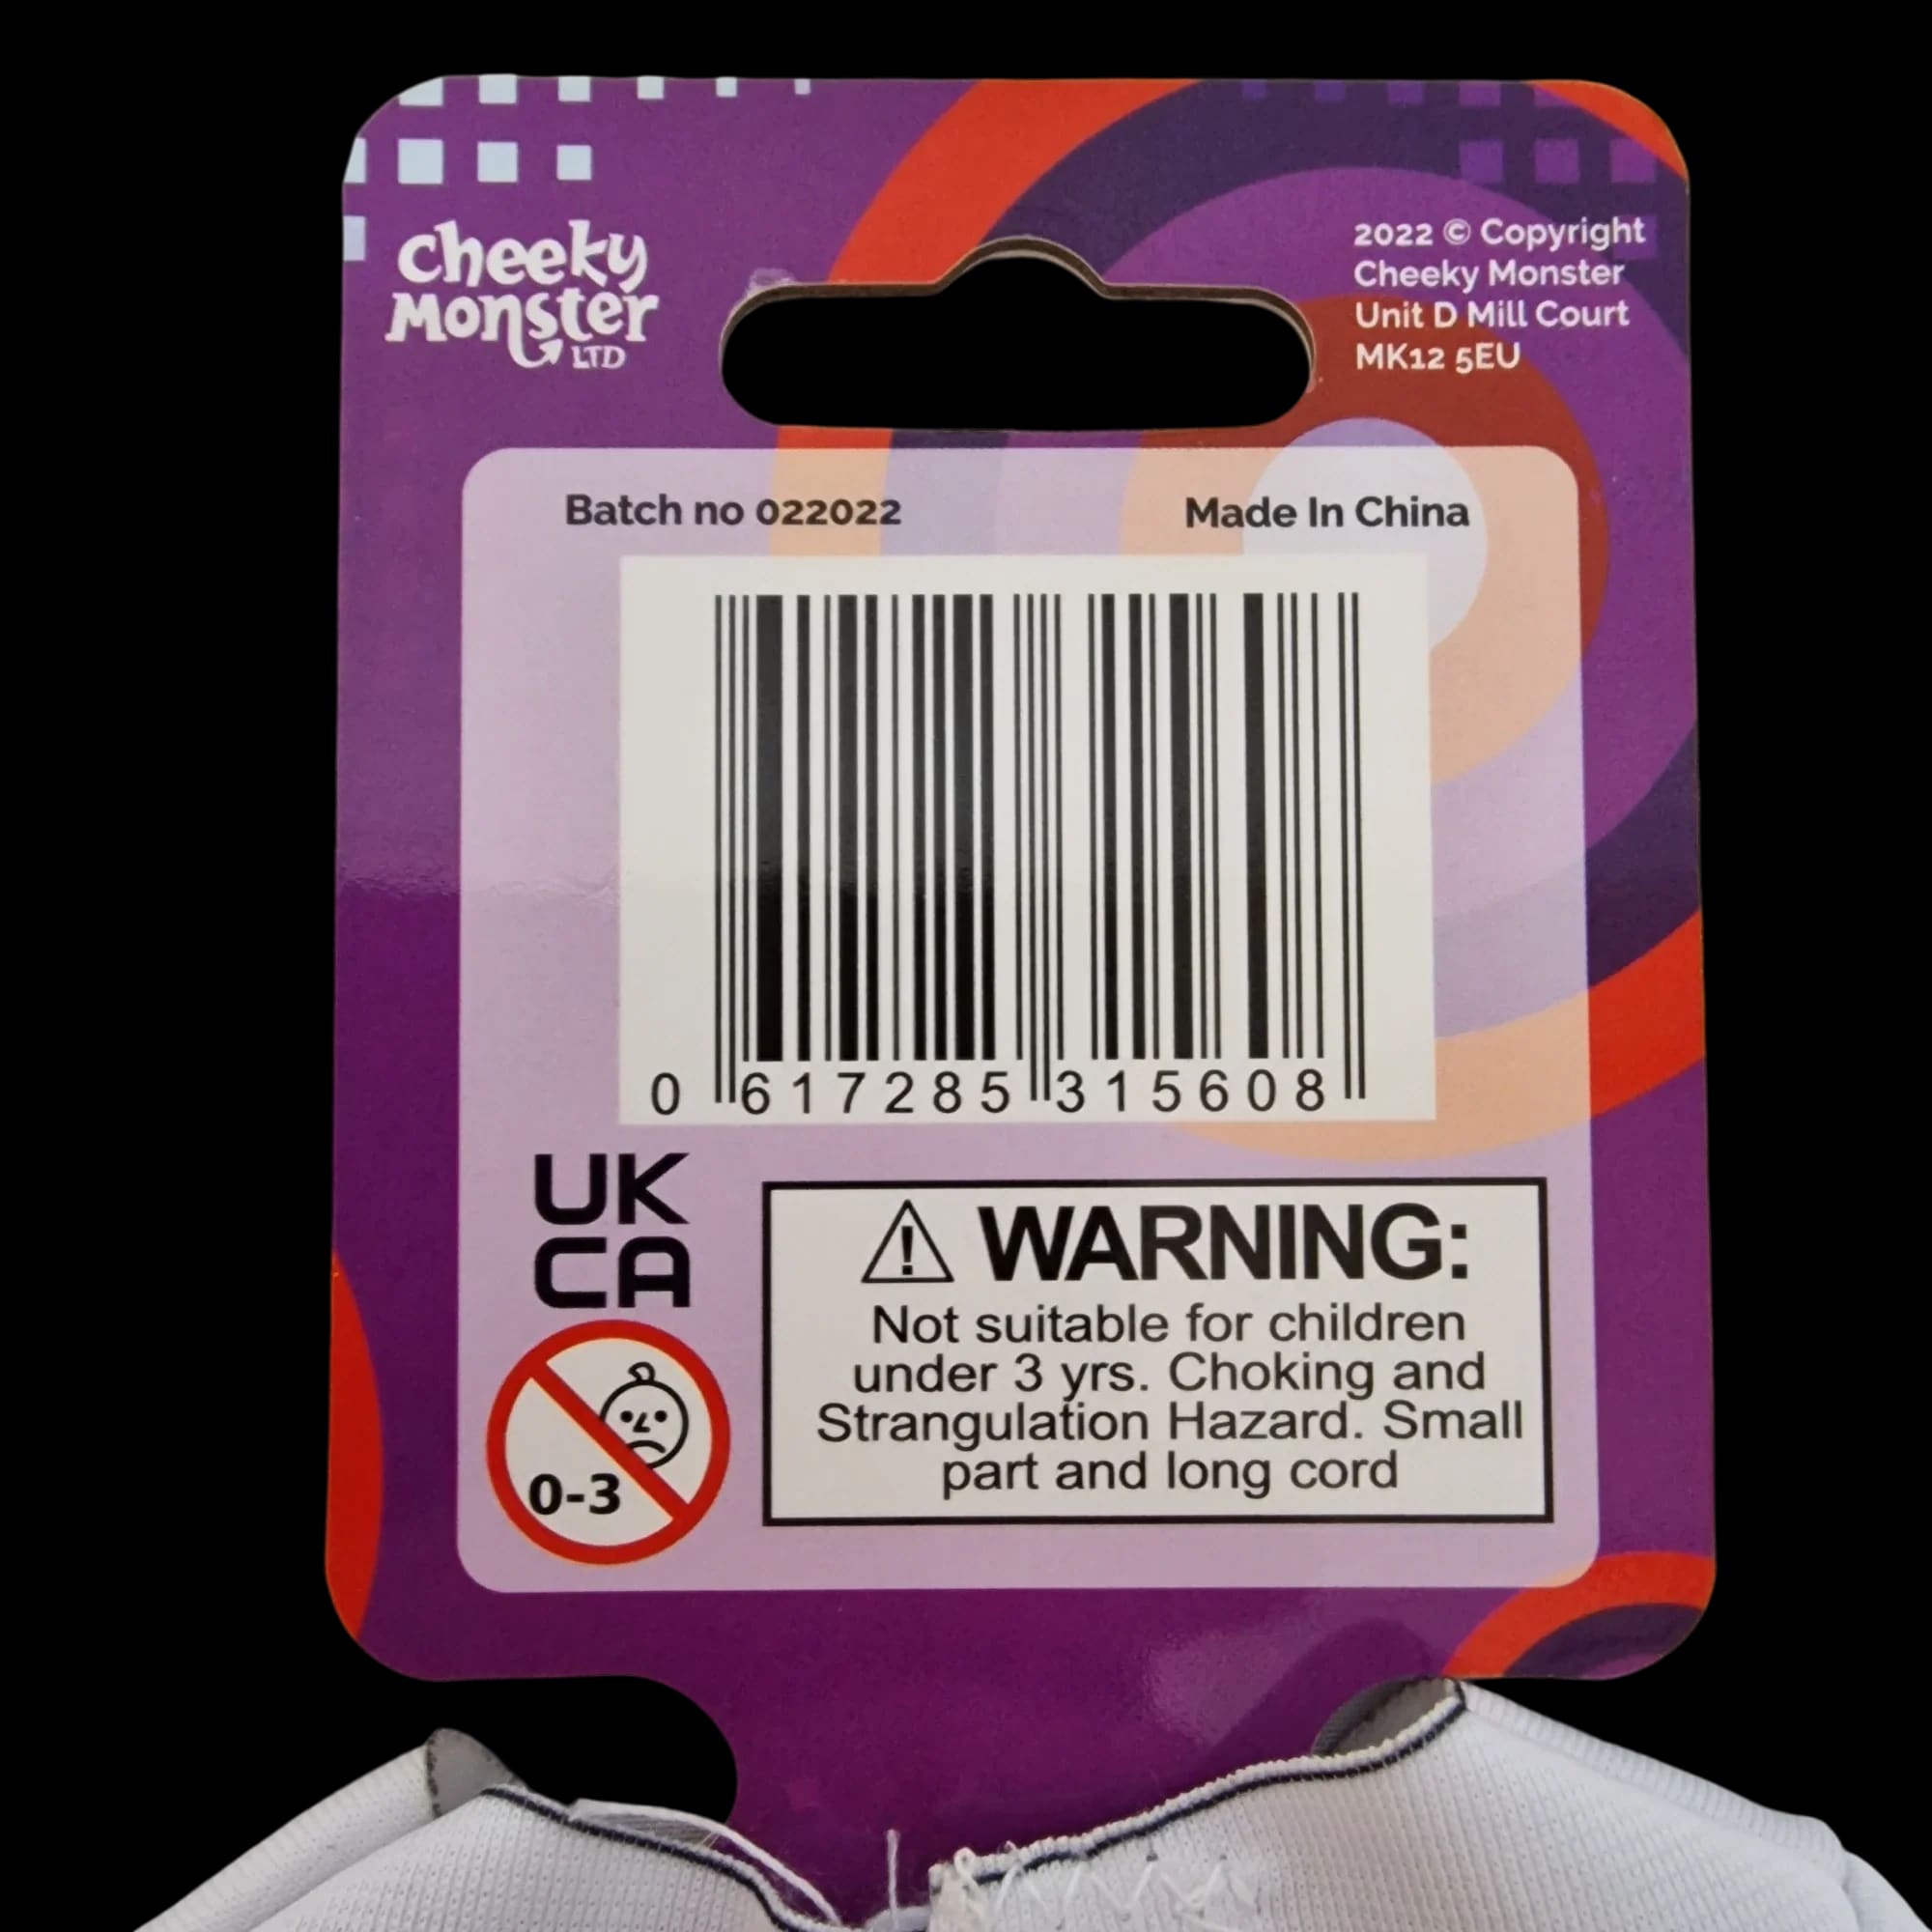 Cheeky
Monster
LTD
2022 © Copyright
Cheeky Monster
Unit D Mill Court
MK12 5EU
Batch no 022022
Made In China
0 617285 315608
UK
CA
0-3
WARNING:
Not suitable for children
under 3 yrs. Choking and
Strangulation Hazard. Small
part and long cord